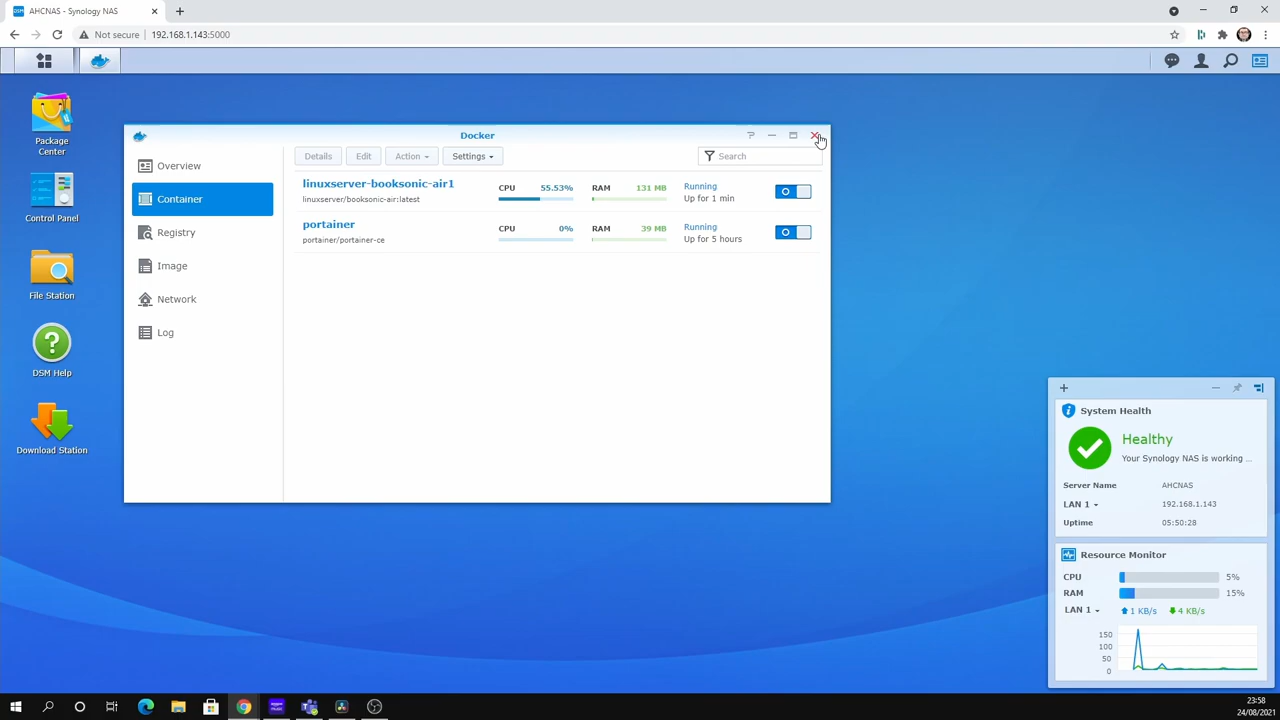 DSM
AHCNAS - Synology NAS
Not secure
192.168.1.143:5000
Package
Center
Control Panel
File Station
DSM Help
Download Station
Docker
Overview
Container
Registry
Image
Network
Log
Details
Edit
Action
Settings
Search
linuxserver-booksonic-air1
linuxserver/booksonic-air:latest
CPU 55.53%
RAM 131 MB
Running
Up for 1 min
portainer
portainer/portainer-ce
CPU 0%
RAM 39 MB
Running
Up for 5 hours
System Health
Healthy
Your Synology NAS is working ...
Server Name AHCNAS
LAN 1 192.168.1.143
Uptime 05:50:28
Resource Monitor
CPU 5%
RAM 15%
LAN 1 1 KB/s 4 KB/s
150
100
50
0
23:58
24/08/2021